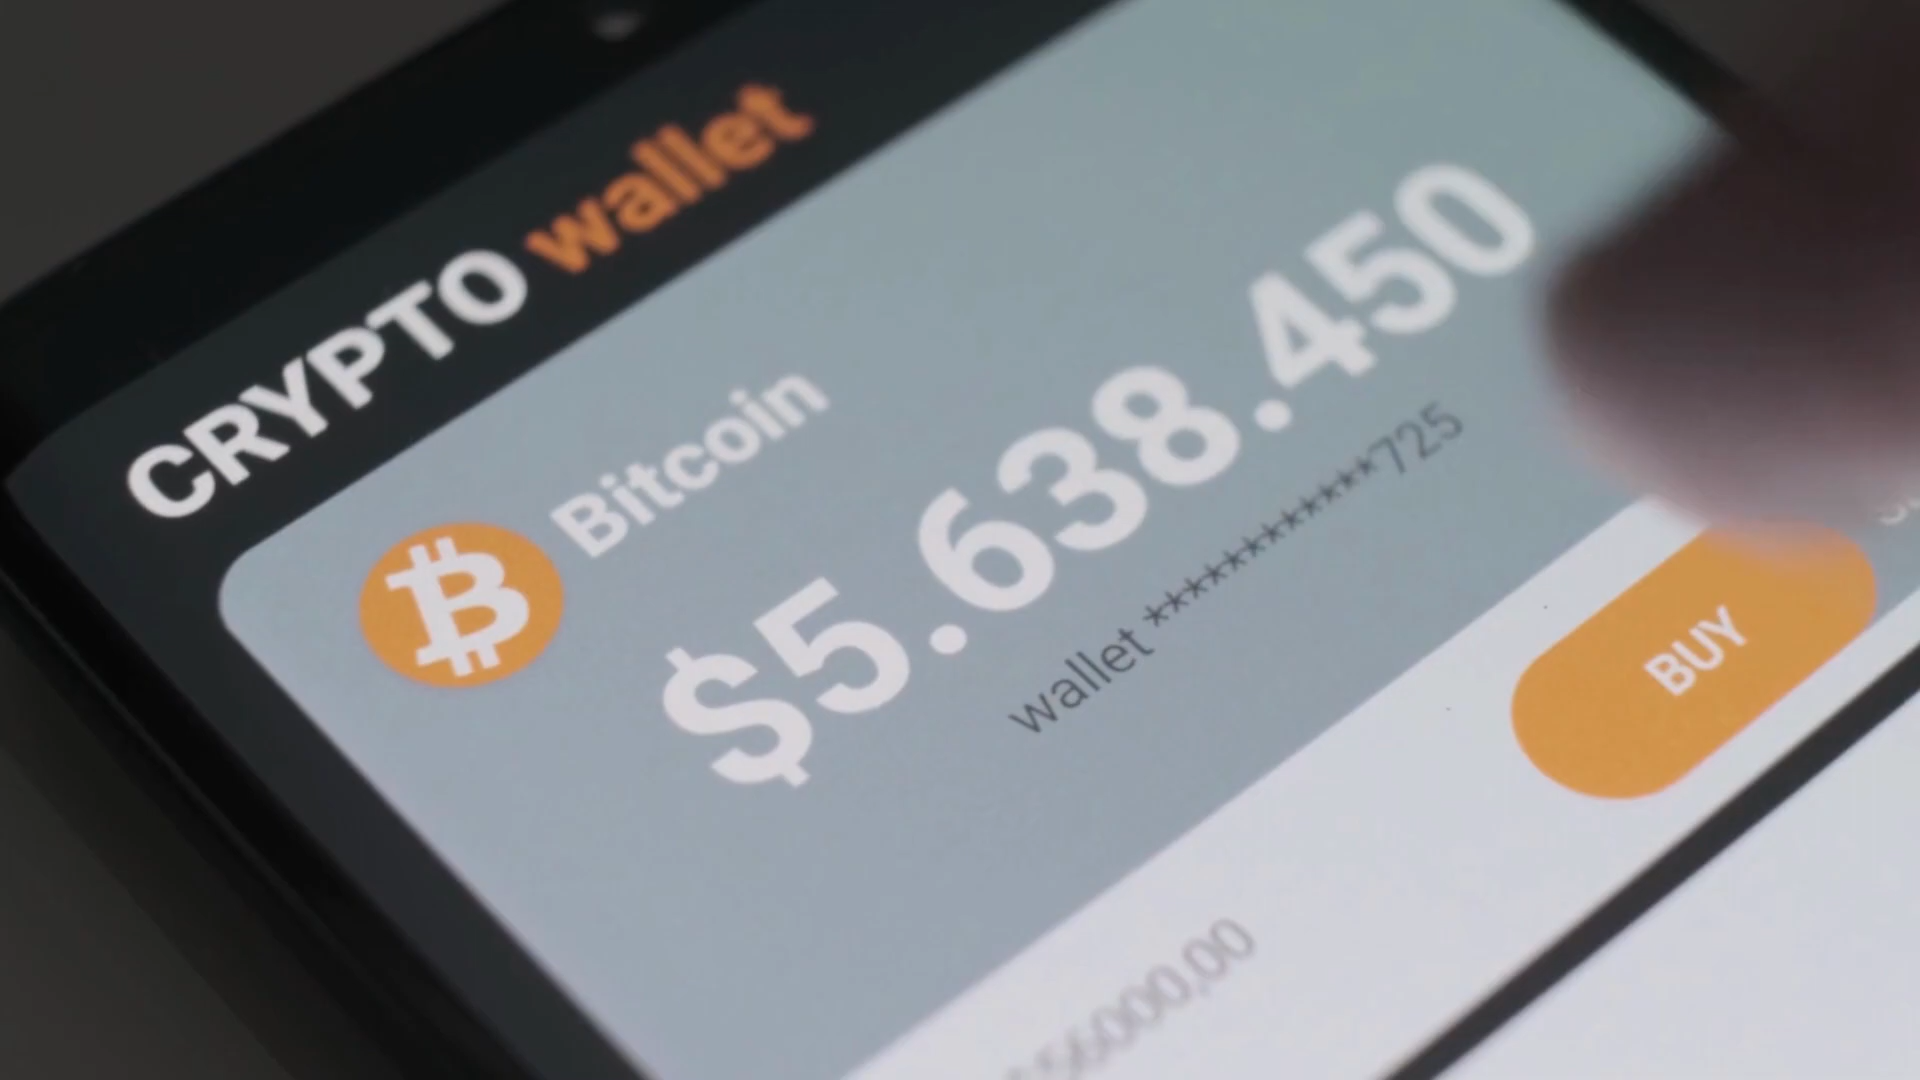 CRYPTO wallet
Bitcoin
$5.638.450
wallet ************725
BUY